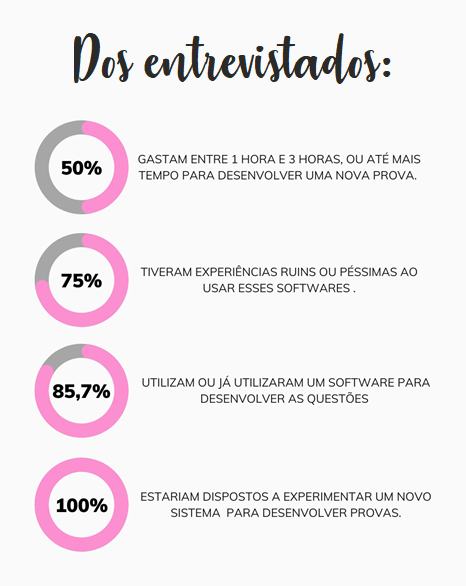 Dos entrevistados:
50%
GASTAM ENTRE 1 HORA E 3 HORAS, OU ATÉ MAIS
TEMPO PARA DESENVOLVER UMA NOVA PROVA.
75%
TIVERAM EXPERIÊNCIAS RUINS OU PÉSSIMAS AO
USAR ESSES SOFTWARES .
85,7%
UTILIZAM OU JÁ UTILIZARAM UM SOFTWARE PARA
DESENVOLVER AS QUESTÕES
100%
ESTARIAM DISPOSTOS A EXPERIMENTAR UM NOVO
SISTEMA  PARA DESENVOLVER PROVAS.